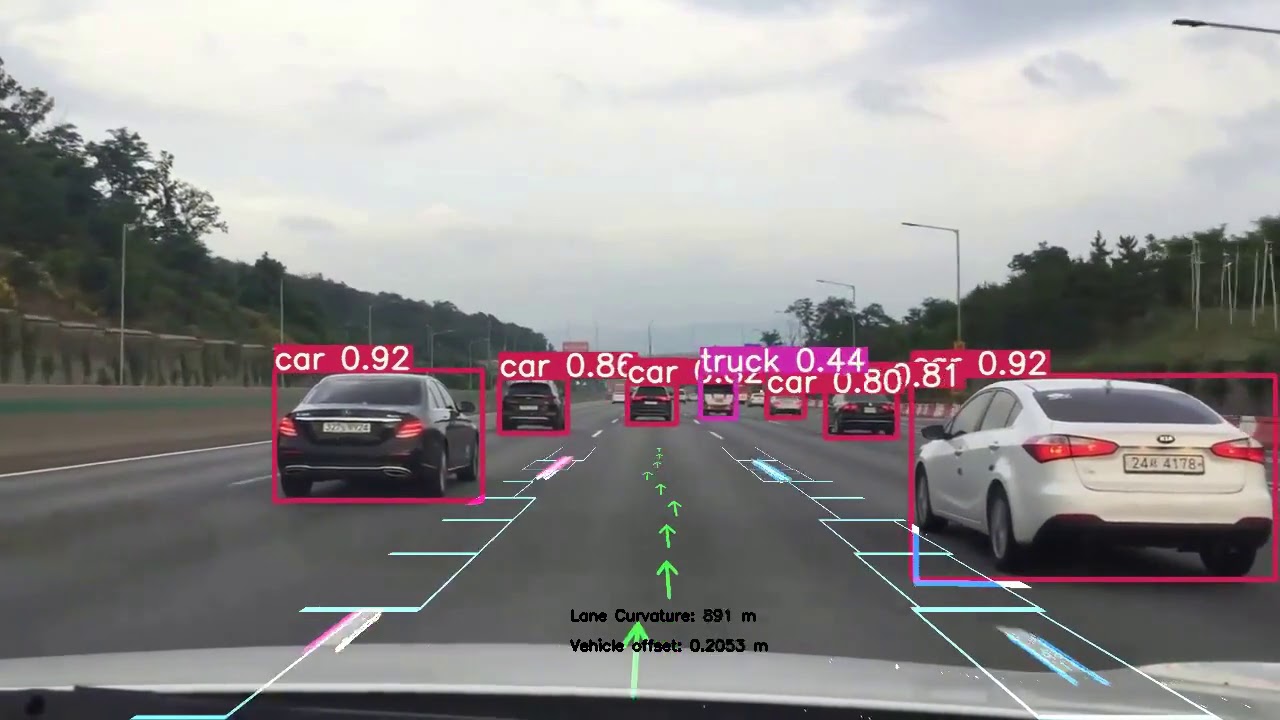 car 0.92
car 0.86
car
truck 0.44
car 0.80
0.81
0.92
KIA
4178
Lane Curvature: 891 m
Vehicle offset: 0.2053 m